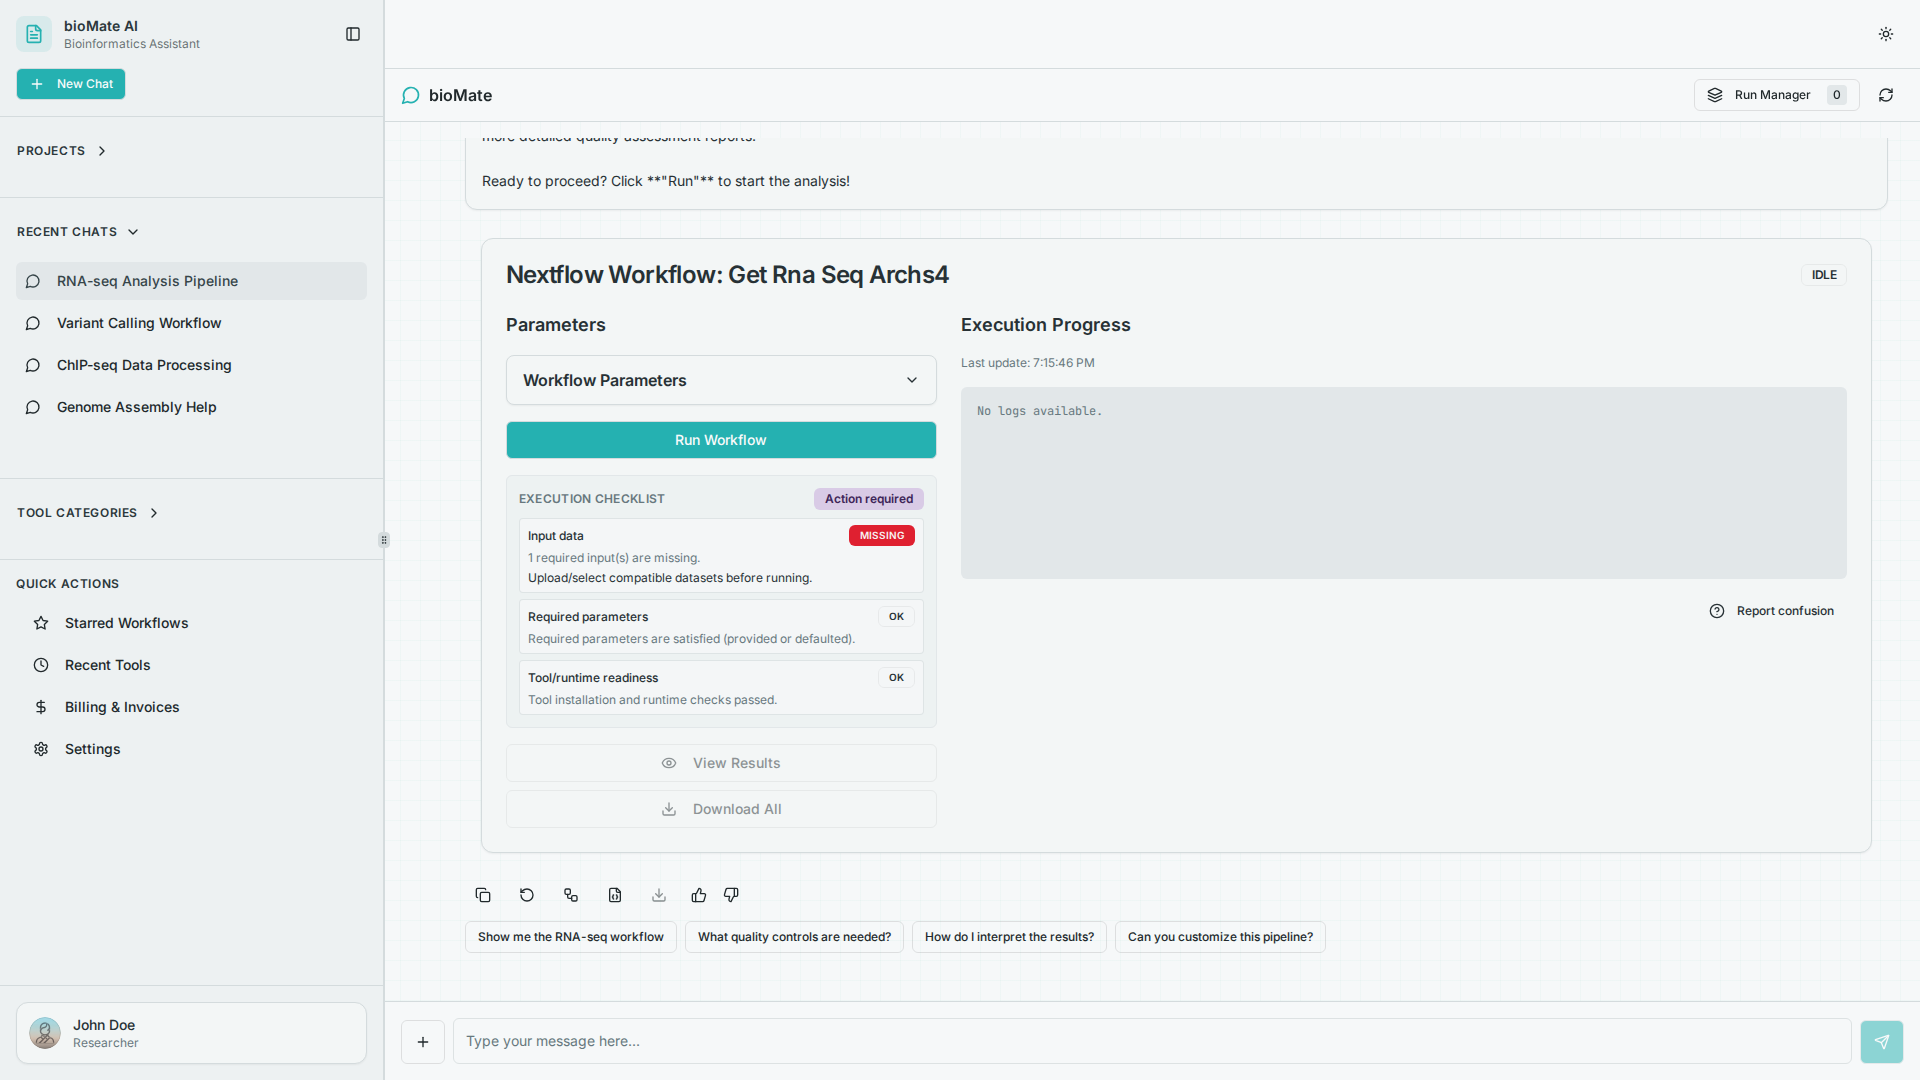 bioMate AI
Bioinformatics Assistant
New Chat
PROJECTS
RECENT CHATS
RNA-seq Analysis Pipeline
Variant Calling Workflow
ChIP-seq Data Processing
Genome Assembly Help
TOOL CATEGORIES
QUICK ACTIONS
Starred Workflows
Recent Tools
Billing & Invoices
Settings
John Doe
Researcher
bioMate
Run Manager 0
more detailed quality assessment reports.
Ready to proceed? Click **"Run"** to start the analysis!
Nextflow Workflow: Get Rna Seq Archs4
IDLE
Parameters
Workflow Parameters
Run Workflow
EXECUTION CHECKLIST
Action required
Input data
MISSING
1 required input(s) are missing.
Upload/select compatible datasets before running.
Required parameters
OK
Required parameters are satisfied (provided or defaulted).
Tool/runtime readiness
OK
Tool installation and runtime checks passed.
View Results
Download All
Execution Progress
Last update: 7:15:46 PM
No logs available.
Report confusion
Show me the RNA-seq workflow
What quality controls are needed?
How do I interpret the results?
Can you customize this pipeline?
Type your message here...